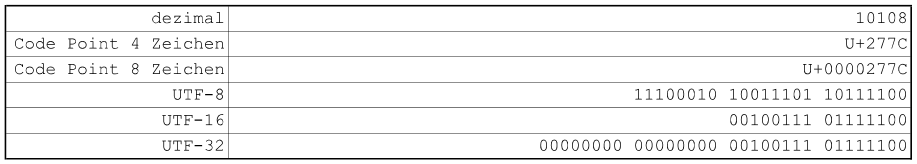 dezimal 10108
Code Point 4 Zeichen U+277C
Code Point 8 Zeichen U+0000277C
UTF-8 11100010 10011101 10111100
UTF-16 00100111 01111100
UTF-32 00000000 00000000 00100111 01111100